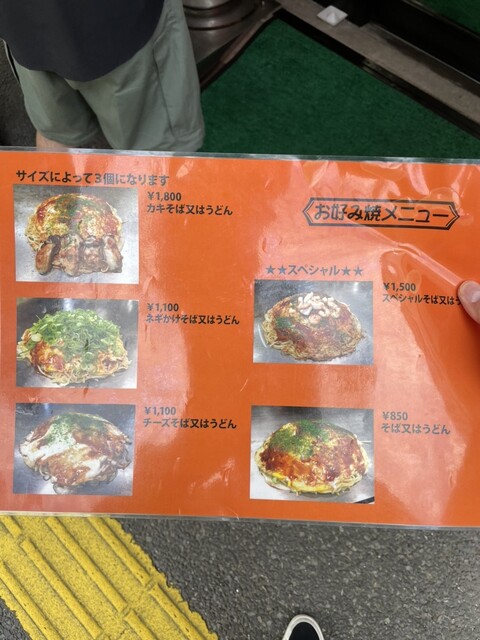 サイズによって３個になります
￥1,800
カキそば又はうどん
￥1,100
ネギかけそば又はうどん
￥1,100
チーズそば又はうどん
お好み焼メニュー
★★スペシャル★★
￥1,500
スペシャルそば又はう
￥850
そば又はうどん